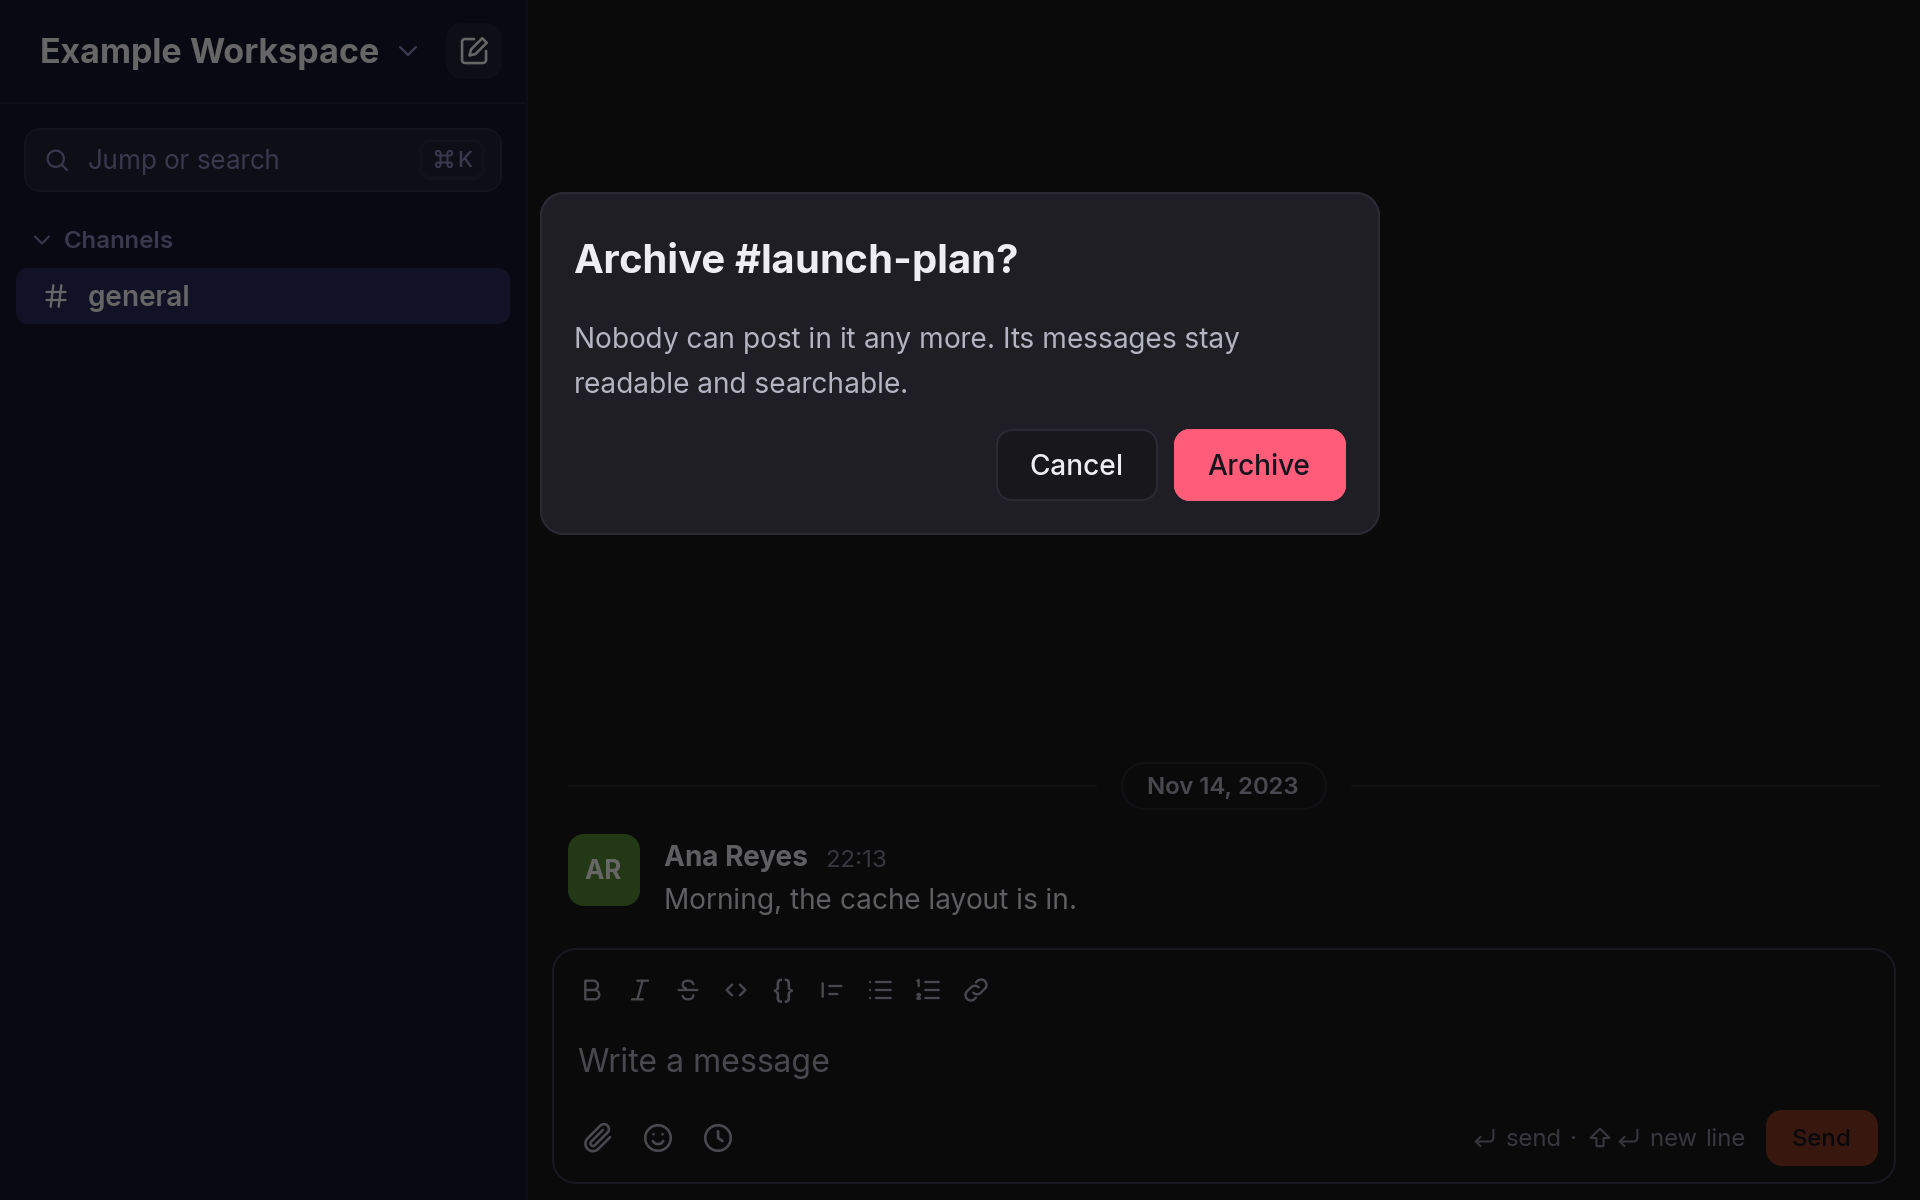 Example Workspace
Jump or search
⌘K
Channels
# general
Archive #launch-plan?
Nobody can post in it any more. Its messages stay
readable and searchable.
Cancel
Archive
Nov 14, 2023
AR
Ana Reyes 22:13
Morning, the cache layout is in.
Write a message
send · new line
Send